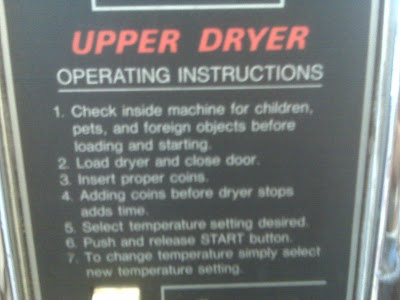 UPPER DRYER
OPERATING INSTRUCTIONS
1. Check inside machine for children,
pets, and foreign objects before
loading and starting.
2. Load dryer and close door.
3. Insert proper coins.
4. Adding coins before dryer stops
adds time.
5. Select temperature setting desired.
6. Push and release START button.
7. To change temperature simply select
new temperature setting.